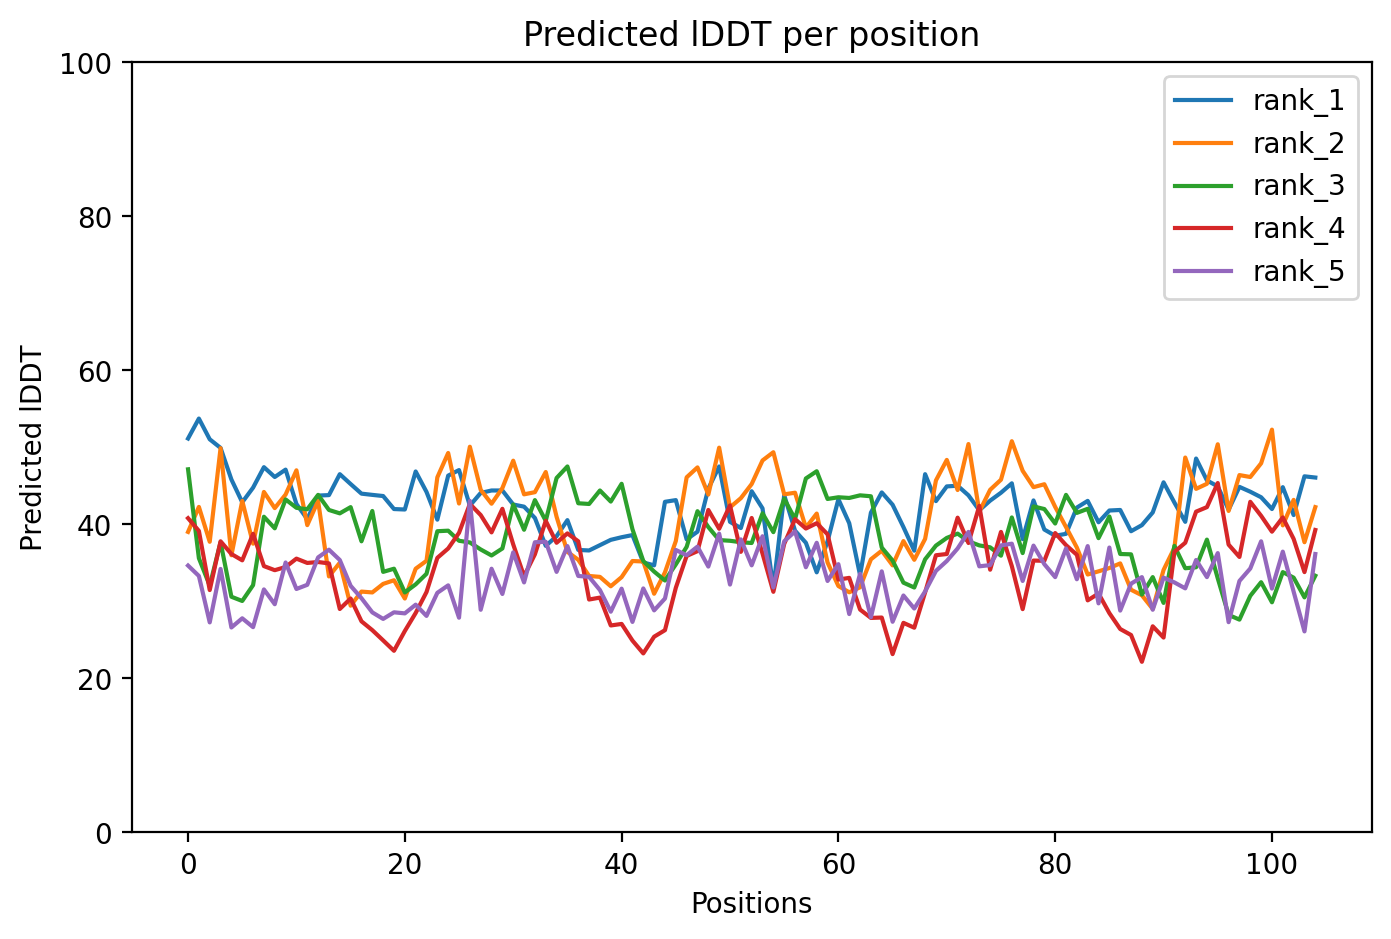 Predicted lDDT per position
100
80
60
40
20
0
Predicted lDDT
0 20 40 60 80 100
Positions
rank_1
rank_2
rank_3
rank_4
rank_5